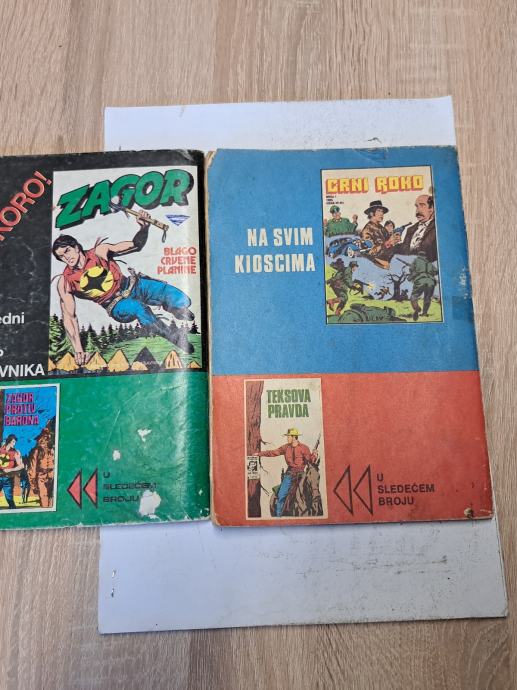 KORO!
ZAGOR
BLAGO
CRVENE
PLANINE
edni
VNIKA
ZAGOR
PROTIV
BARONA
U
SLEDEĆEM
BROJU
NA SVIM
KIOSCIMA
CRNI ROKO
TEKSOVA
PRAVDA
U
SLEDEĆEM
BROJU